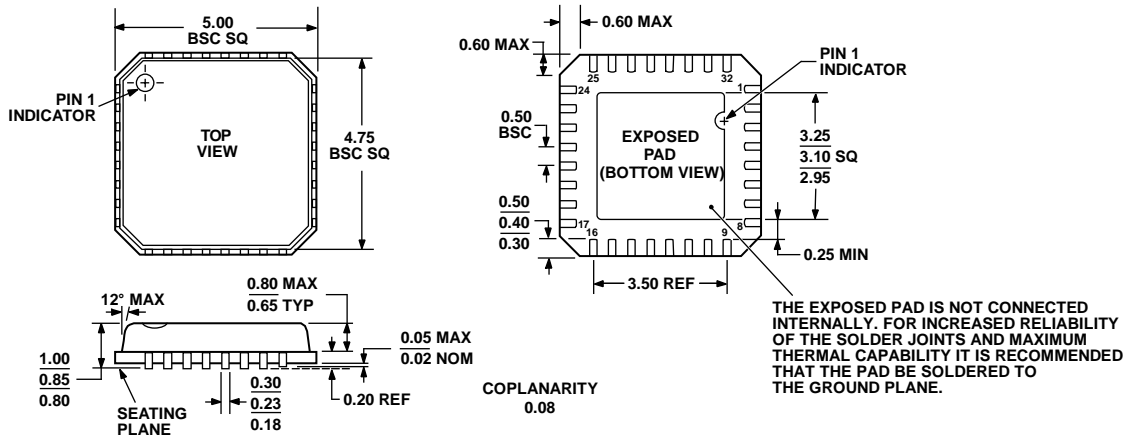 5.00
BSC SQ
PIN 1
INDICATOR
TOP
VIEW
4.75
BSC SQ
0.60 MAX
0.60 MAX
25
32
24
1
PIN 1
INDICATOR
0.50
BSC
EXPOSED
PAD
(BOTTOM VIEW)
3.25
3.10 SQ
2.95
0.50
0.40
0.30
17
16
9
8
0.25 MIN
3.50 REF
12° MAX
0.80 MAX
0.65 TYP
0.05 MAX
0.02 NOM
1.00
0.85
0.80
SEATING
PLANE
0.30
0.23
0.18
0.20 REF
COPLANARITY
0.08
THE EXPOSED PAD IS NOT CONNECTED
INTERNALLY. FOR INCREASED RELIABILITY
OF THE SOLDER JOINTS AND MAXIMUM
THERMAL CAPABILITY IT IS RECOMMENDED
THAT THE PAD BE SOLDERED TO
THE GROUND PLANE.